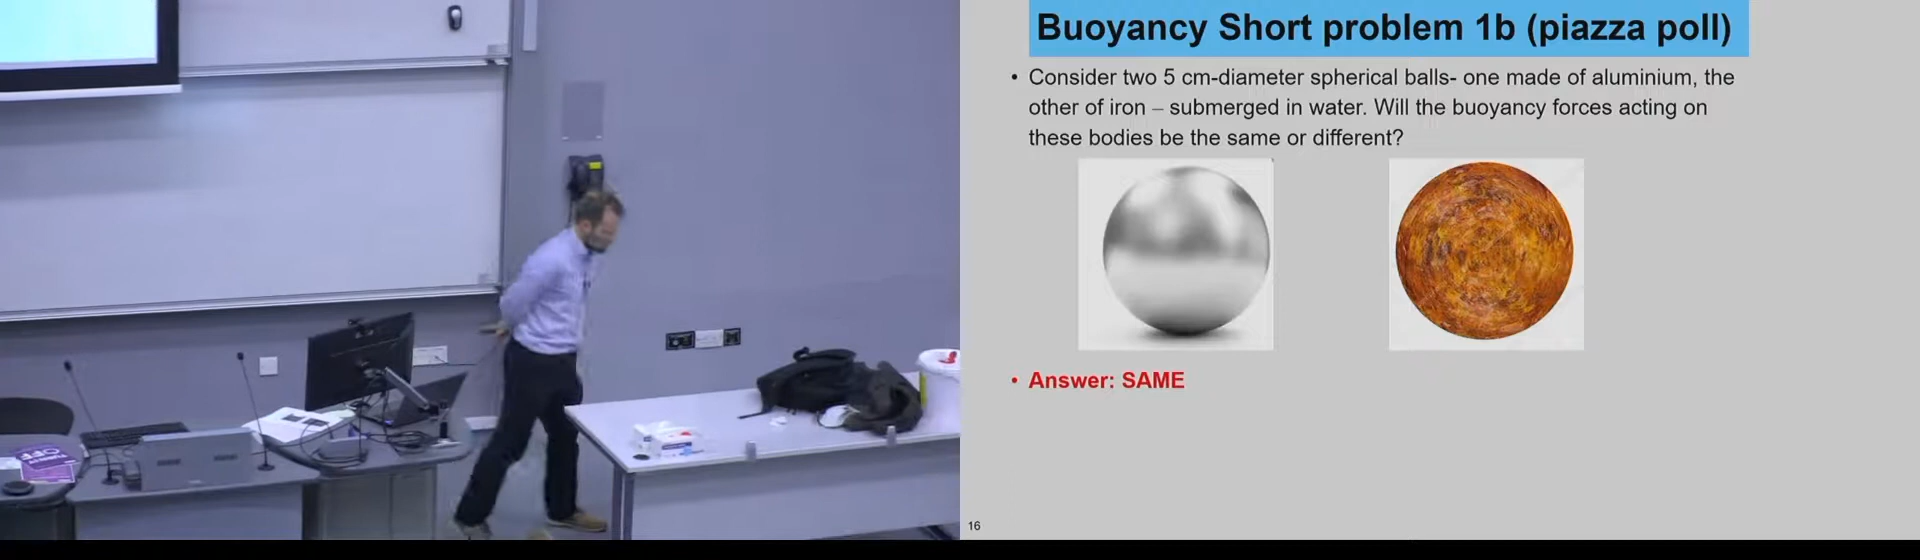 Buoyancy Short problem 1b (piazza poll)
• Consider two 5 cm-diameter spherical balls- one made of aluminium, the
other of iron – submerged in water. Will the buoyancy forces acting on
these bodies be the same or different?
• Answer: SAME
16
OFF